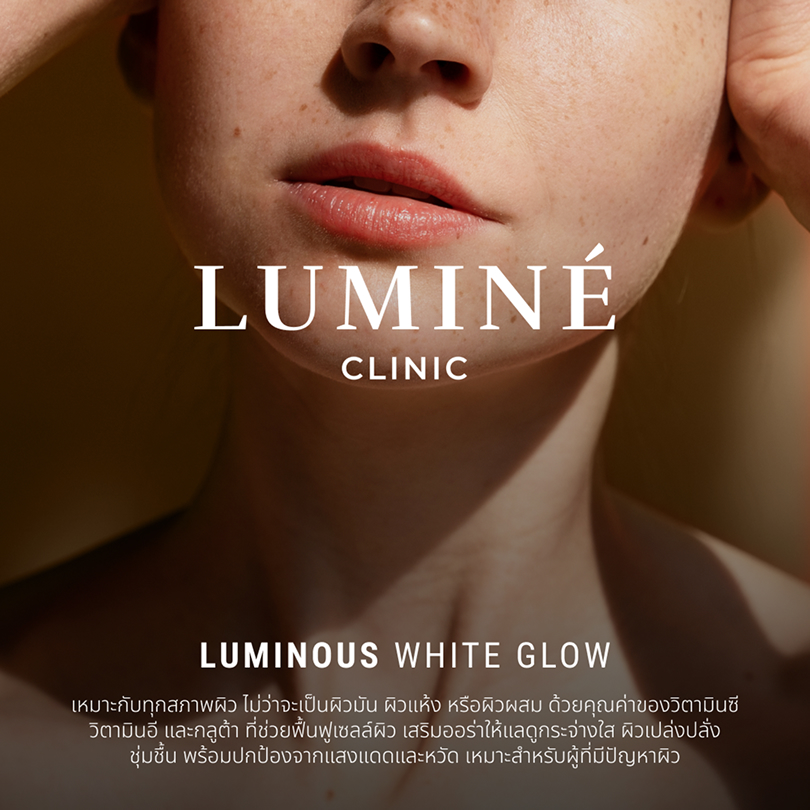 LUMINÉ
CLINIC
LUMINOUS WHITE GLOW
เหมาะกับทุกสภาพผิว ไม่ว่าจะเป็นผิวมัน ผิวแห้ง หรือผิวผสม ด้วยคุณค่าของวิตามินซี
วิตามินอี และกลูต้า ที่ช่วยฟื้นฟูเซลล์ผิว เสริมออร่าให้แลดูกระจ่างใส ผิวเปล่งปลั่ง
ชุ่มชื้น พร้อมปกป้องจากแสงแดดและหวัด เหมาะสำหรับผู้ที่มีปัญหาผิว